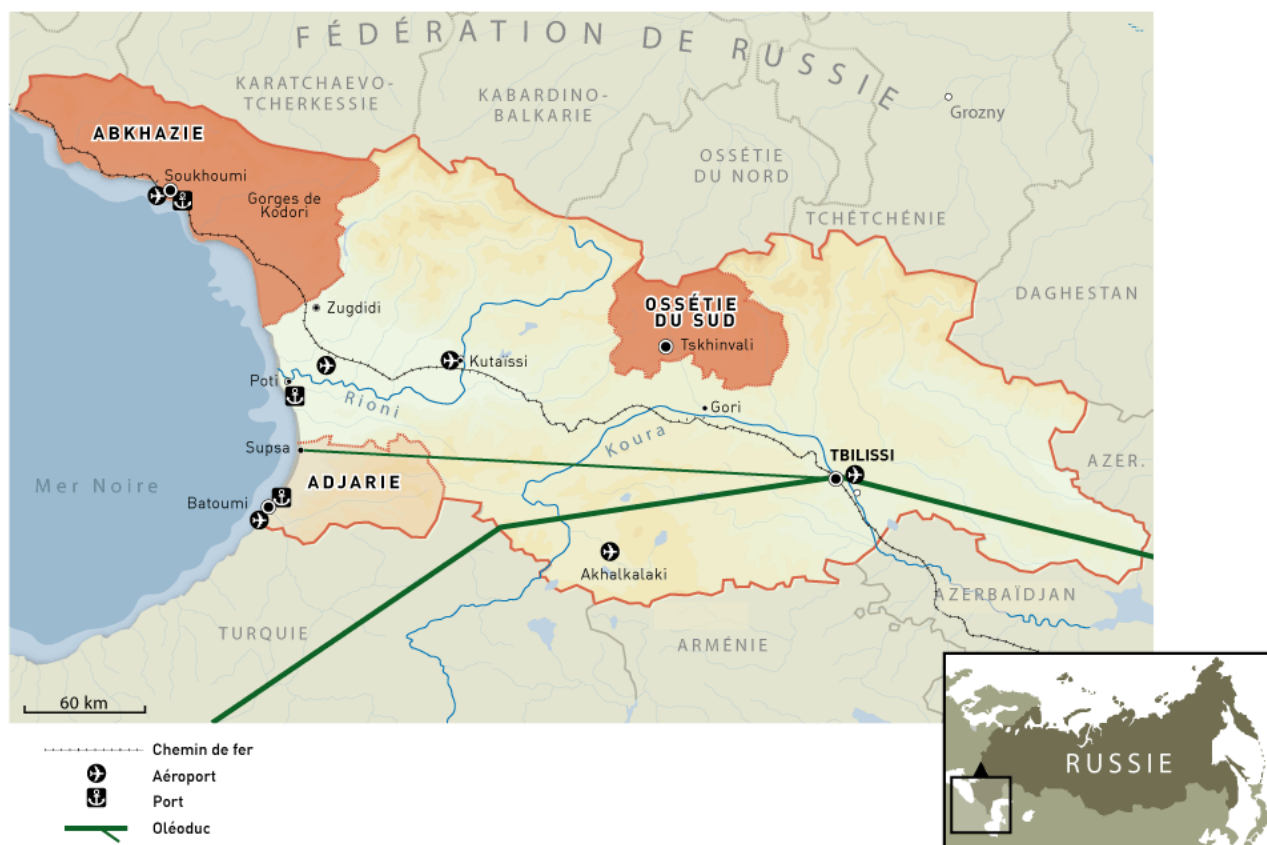 FÉDÉRATION DE RUSSIE
KARATCHAEVO-
TCHERKESSIE
KABARDINO-
BALKARIE
Grozny
ABKHAZIE
OSSÉTIE
DU NORD
Soukhoumi
Gorges de
Kodori
TCHÉTCHÉNIE
DAGHESTAN
OSSÉTIE
DU SUD
Zugdidi
Tskhinvali
Kutaïssi
Poti
Rioni
Gori
Koura
Supsa
TBILISSI
AZER.
ADJARIE
Mer Noire
Batoumi
Akhalkalaki
AZERBAÏDJAN
TURQUIE
ARMÉNIE
60 km
Chemin de fer
Aéroport
Port
Oléoduc
RUSSIE